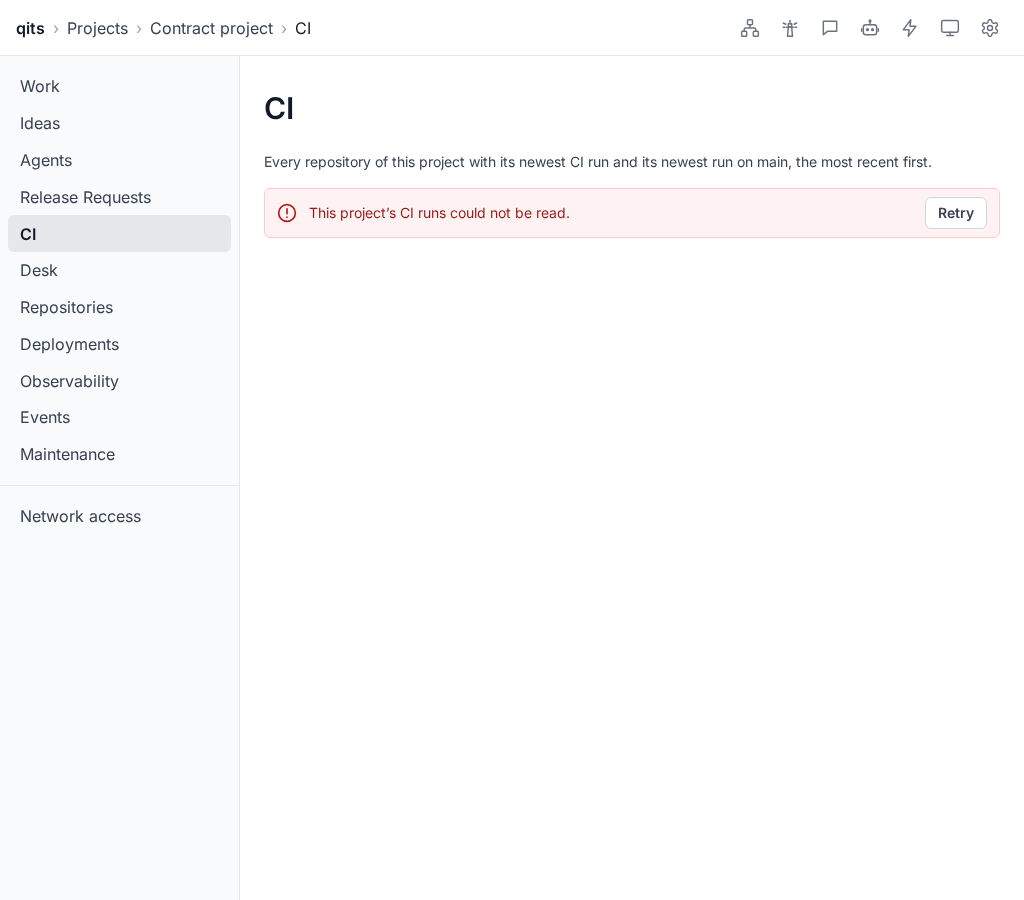 qits › Projects › Contract project › CI
Work
Ideas
Agents
Release Requests
CI
Desk
Repositories
Deployments
Observability
Events
Maintenance
Network access
CI
Every repository of this project with its newest CI run and its newest run on main, the most recent first.
This project’s CI runs could not be read.
Retry